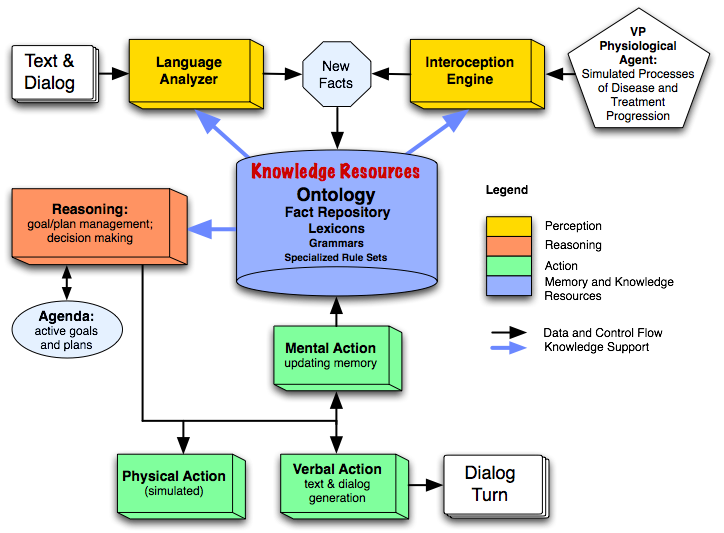 Text &
Dialog
Language
Analyzer
New
Facts
Interoception
Engine
VP
Physiological
Agent:
Simulated Processes
of Disease and
Treatment
Progression
Knowledge Resources
Ontology
Fact Repository
Lexicons
Grammars
Specialized Rule Sets
Reasoning:
goal/plan management;
decision making
Agenda:
active goals
and plans
Mental Action
updating memory
Physical Action
(simulated)
Verbal Action
text & dialog
generation
Dialog
Turn
Legend
Perception
Reasoning
Action
Memory and Knowledge
Resources
Data and Control Flow
Knowledge Support